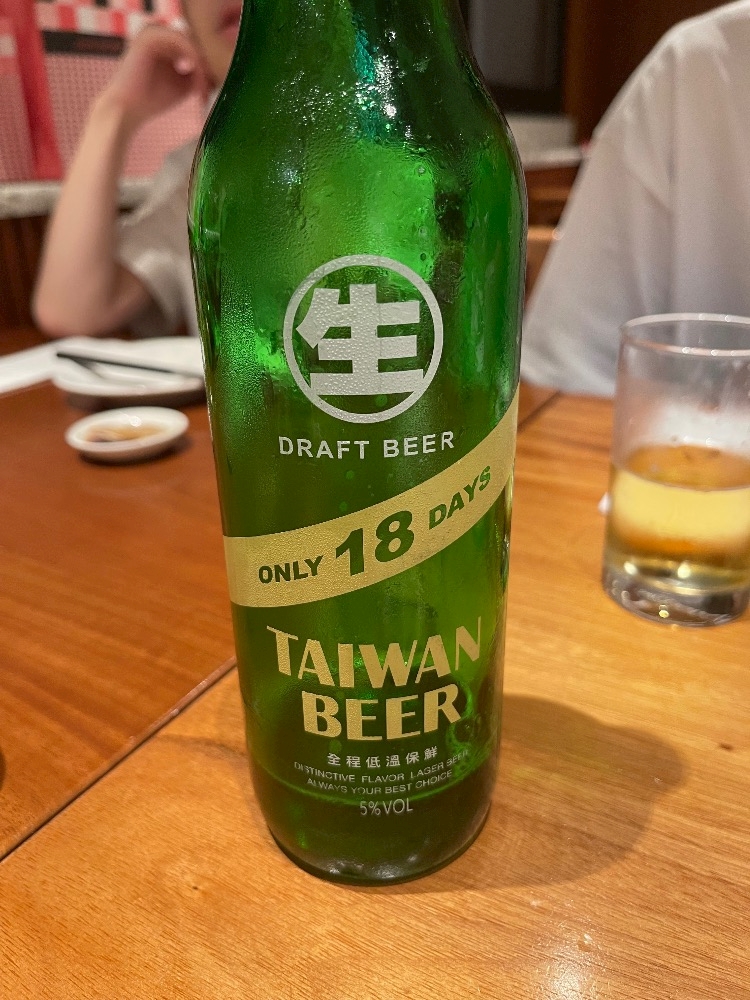 生
DRAFT BEER
ONLY 18 DAYS
TAIWAN
BEER
全程低溫保鮮
DISTINCTIVE FLAVOR LAGER BEER
ALWAYS YOUR BEST CHOICE
5%VOL